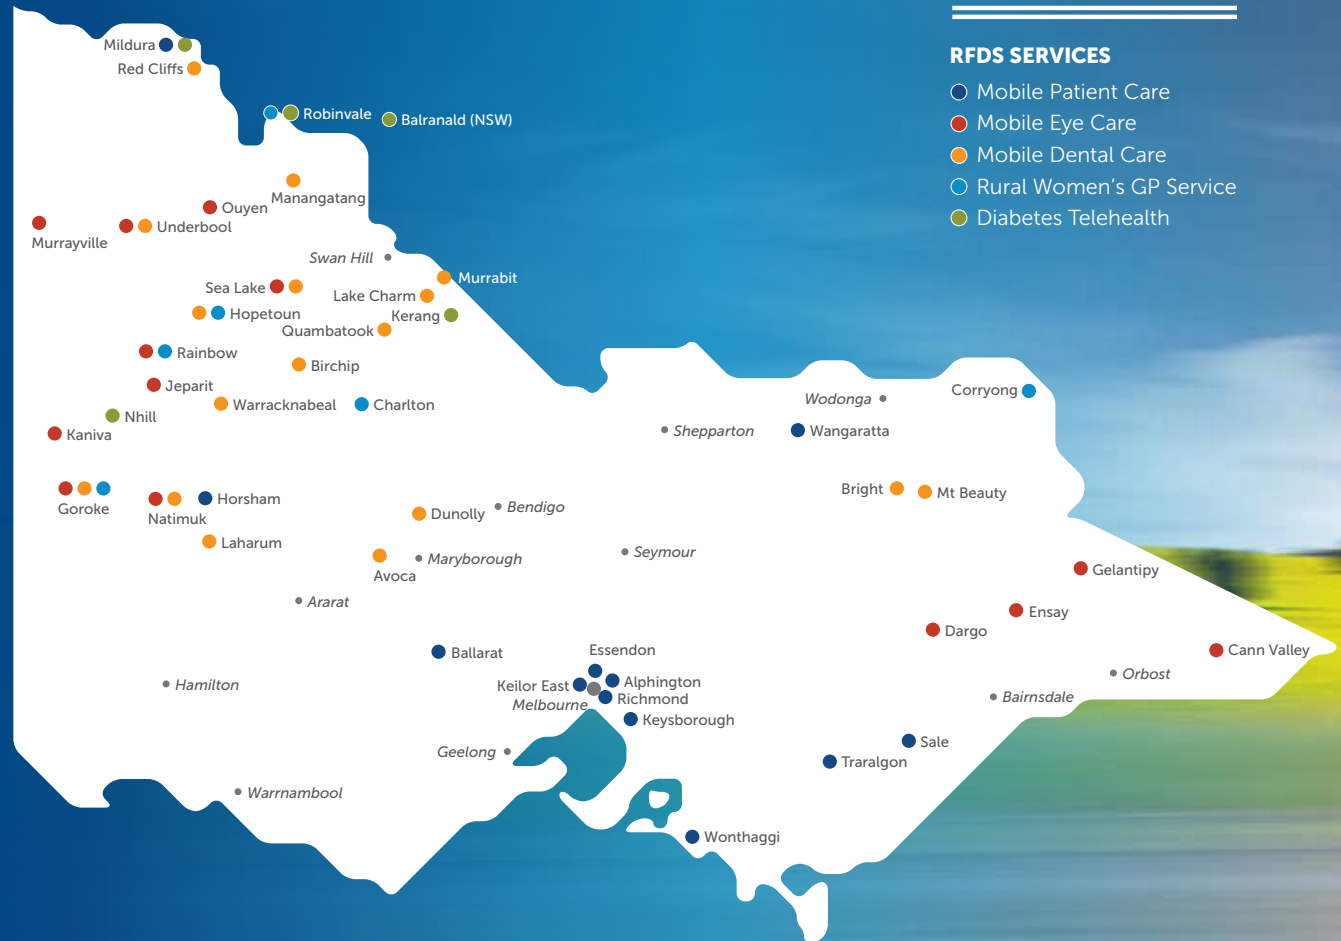 RFDS SERVICES
Mobile Patient Care
Mobile Eye Care
Mobile Dental Care
Rural Women's GP Service
Diabetes Telehealth
Mildura
Red Cliffs
Robinvale
Balranald (NSW)
Manangatang
Ouyen
Underbool
Murrayville
Swan Hill
Murrabit
Sea Lake
Lake Charm
Hopetoun
Kerang
Quambatook
Rainbow
Birchip
Jeparit
Warracknabeal
Charlton
Nhill
Kaniva
Corryong
Wodonga
Shepparton
Wangaratta
Goroke
Natimuk
Horsham
Laharum
Dunolly
Bendigo
Bright
Mt Beauty
Avoca
Maryborough
Seymour
Ararat
Gelantipy
Ensay
Dargo
Cann Valley
Ballarat
Essendon
Keilor East
Alphington
Melbourne
Richmond
Keysborough
Hamilton
Orbost
Bairnsdale
Geelong
Sale
Traralgon
Warrnambool
Wonthaggi